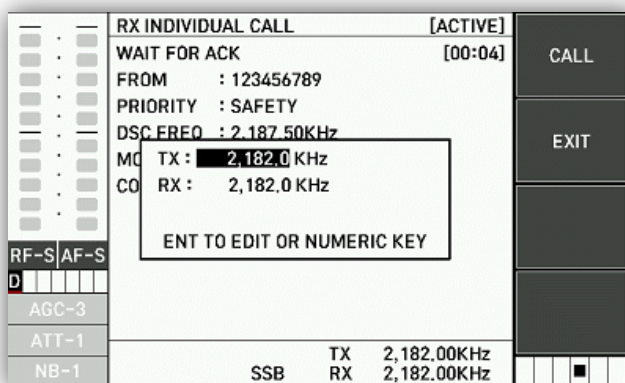 RX INDIVIDUAL CALL [ACTIVE]
WAIT FOR ACK [00:04]
FROM : 123456789
PRIORITY : SAFETY
DSC FREQ : 2,187.50KHz
MO
CO
TX : 2,182.0 KHz
RX : 2,182.0 KHz
ENT TO EDIT OR NUMERIC KEY
CALL
EXIT
RF-S AF-S
D
AGC-3
ATT-1
NB-1
TX 2,182.00KHz
SSB RX 2,182.00KHz